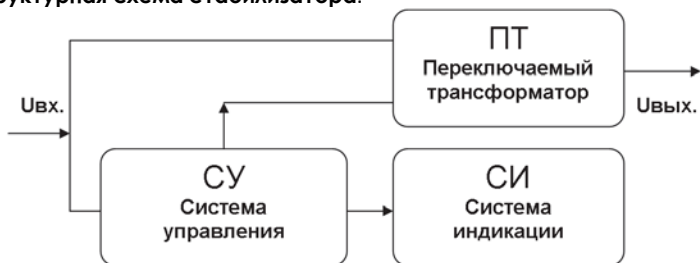 ПТ
Переключаемый
трансформатор
Uвх.
Uвых.
СУ
Система
управления
СИ
Система
индикации